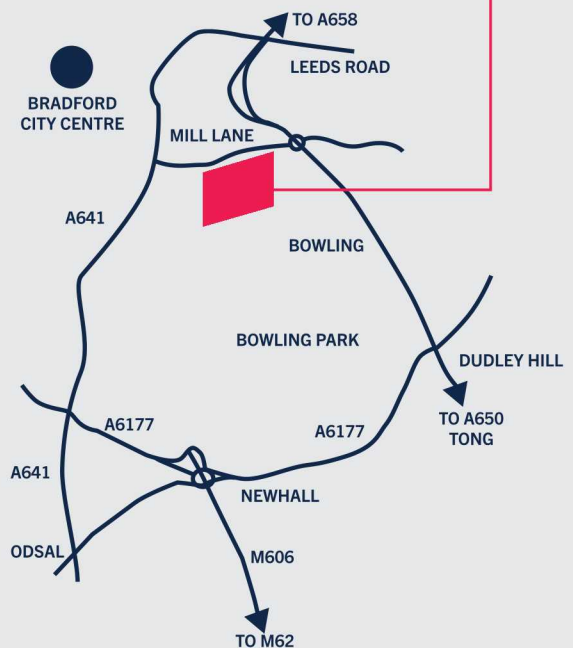 TO A658
LEEDS ROAD
BRADFORD
CITY CENTRE
MILL LANE
A641
BOWLING
BOWLING PARK
DUDLEY HILL
TO A650
TONG
A6177
A6177
A641
NEWHALL
ODSAL
M606
TO M62